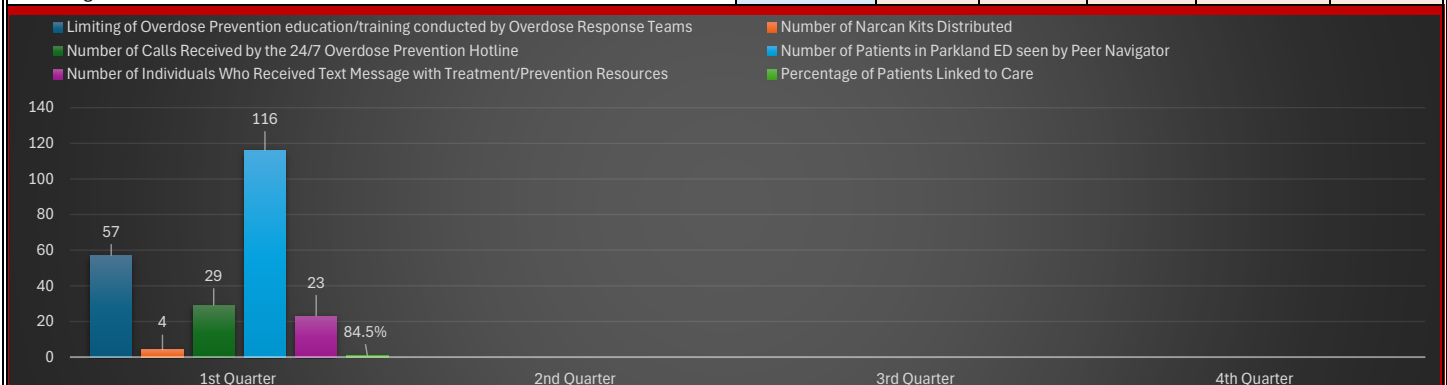 Limiting of Overdose Prevention education/training conducted by Overdose Response Teams
Number of Narcan Kits Distributed
Number of Calls Received by the 24/7 Overdose Prevention Hotline
Number of Patients in Parkland ED seen by Peer Navigator
Number of Individuals Who Received Text Message with Treatment/Prevention Resources
Percentage of Patients Linked to Care
140
120
100
80
60
40
20
0
57
4
29
116
23
84.5%
1st Quarter
2nd Quarter
3rd Quarter
4th Quarter